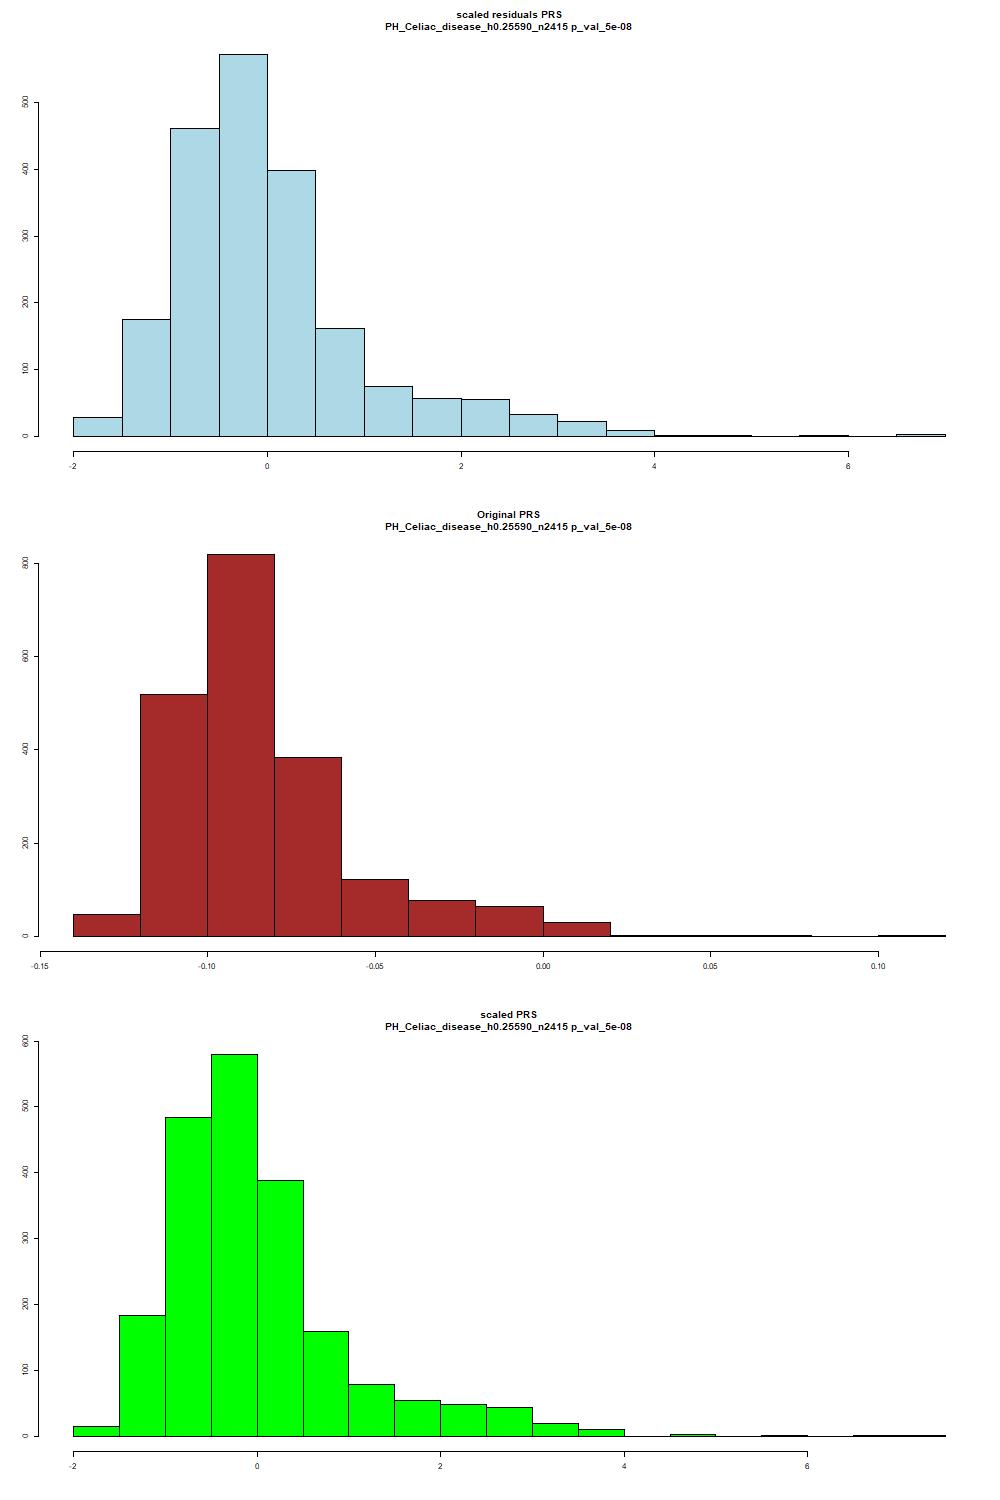 scaled residuals PRS
PH_Celiac_disease_h0.25590_n2415 p_val_5e-08
500
400
300
200
100
0
-2 0 2 4 6
Original PRS
PH_Celiac_disease_h0.25590_n2415 p_val_5e-08
800
600
400
200
0
-0.15 -0.10 -0.05 0.00 0.05 0.10
scaled PRS
PH_Celiac_disease_h0.25590_n2415 p_val_5e-08
600
500
400
300
200
100
0
-2 0 2 4 6